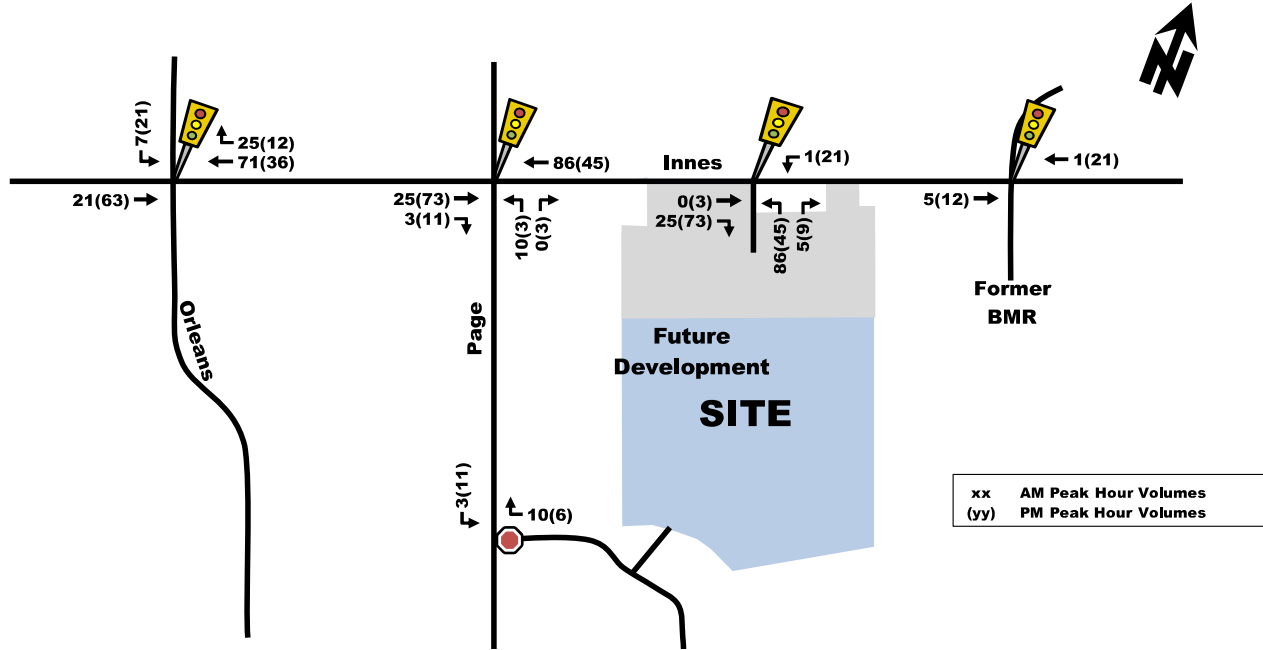 7(21)
25(12)
71(36)
21(63)
86(45)
25(73)
3(11)
10(3)
0(3)
Innes
1(21)
0(3)
25(73)
86(45)
5(9)
1(21)
5(12)
Former
BMR
Orleans
Page
Future
Development
SITE
3(11)
10(6)
xx AM Peak Hour Volumes
(yy) PM Peak Hour Volumes
N